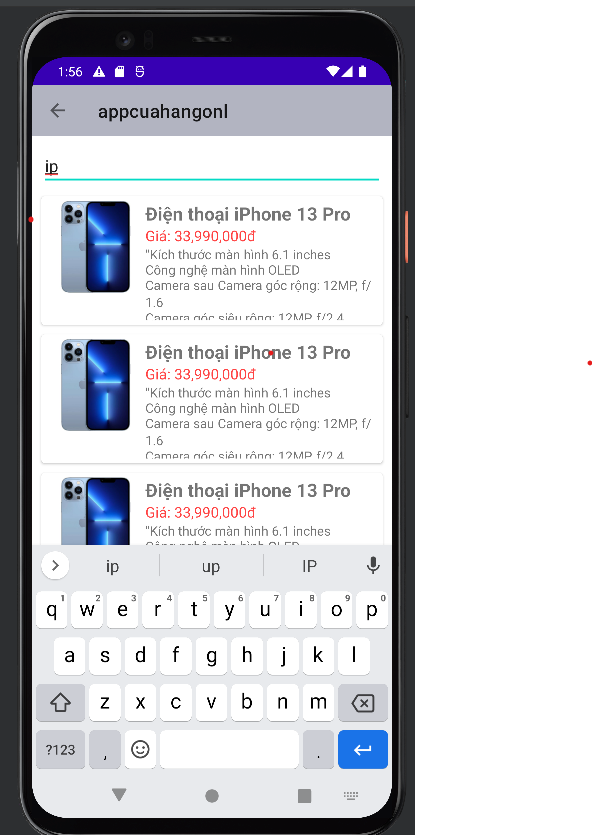 1:56
appcuahangonl
ip
Điện thoại iPhone 13 Pro
Giá: 33,990,000đ
"Kích thước màn hình 6.1 inches
Công nghệ màn hình OLED
Camera sau Camera góc rộng: 12MP, f/
1.6
Camera góc siêu rộng: 12MP, f/2.4
Điện thoại iPhone 13 Pro
Giá: 33,990,000đ
"Kích thước màn hình 6.1 inches
Công nghệ màn hình OLED
Camera sau Camera góc rộng: 12MP, f/
1.6
Camera góc siêu rộng: 12MP, f/2.4
Điện thoại iPhone 13 Pro
Giá: 33,990,000đ
"Kích thước màn hình 6.1 inches
Công nghệ màn hình OLED
ip up IP
q1 w2 e3 r4 t5 y6 u7 i8 o9 p0
a s d f g h j k l
z x c v b n m
?123 , .